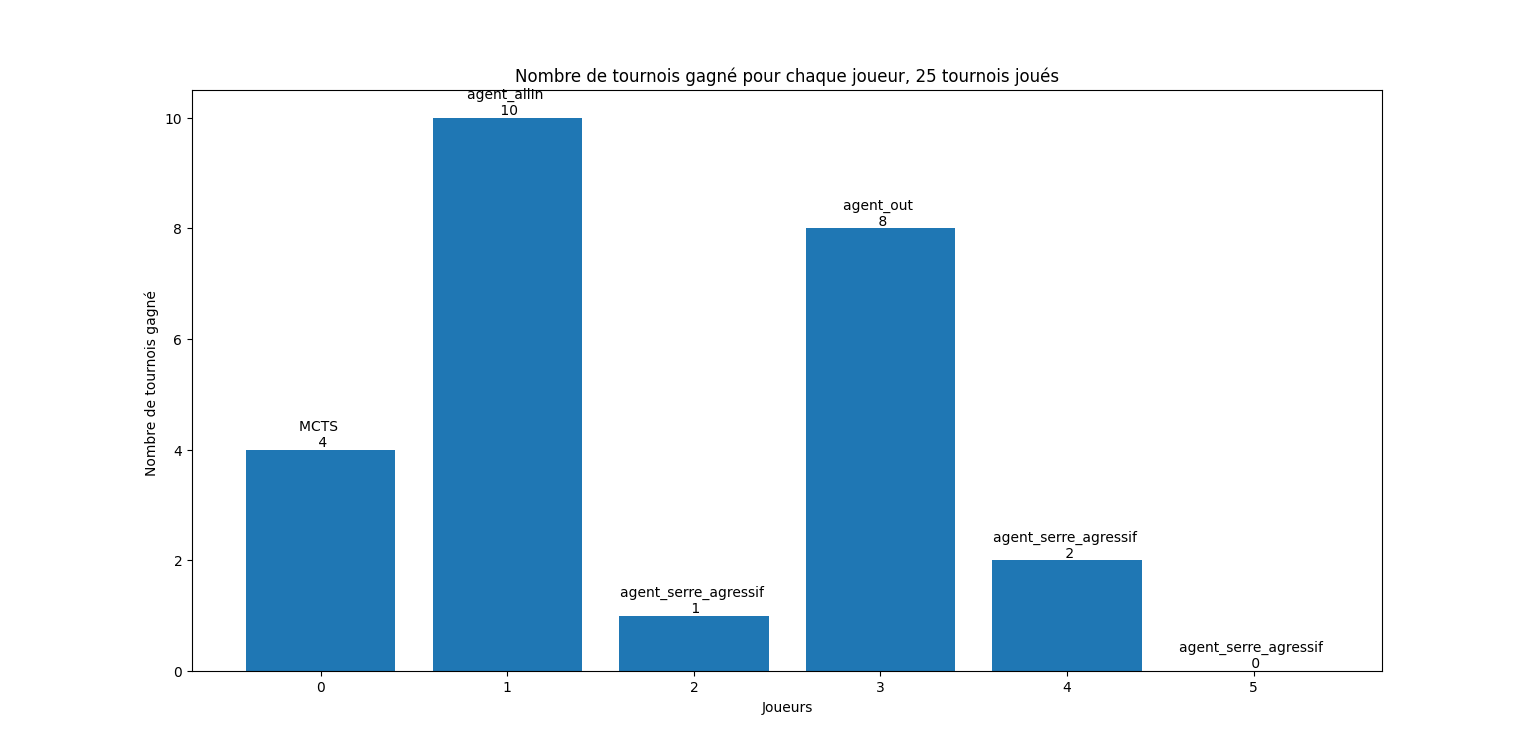 Nombre de tournois gagné pour chaque joueur, 25 tournois joués
agent_allin
10
10
8
agent_out
8
6
Nombre de tournois gagné
MCTS
4
4
agent_serre_agressif
2
2
agent_serre_agressif
1
agent_serre_agressif
0
0
0
1
2
3
4
5
Joueurs